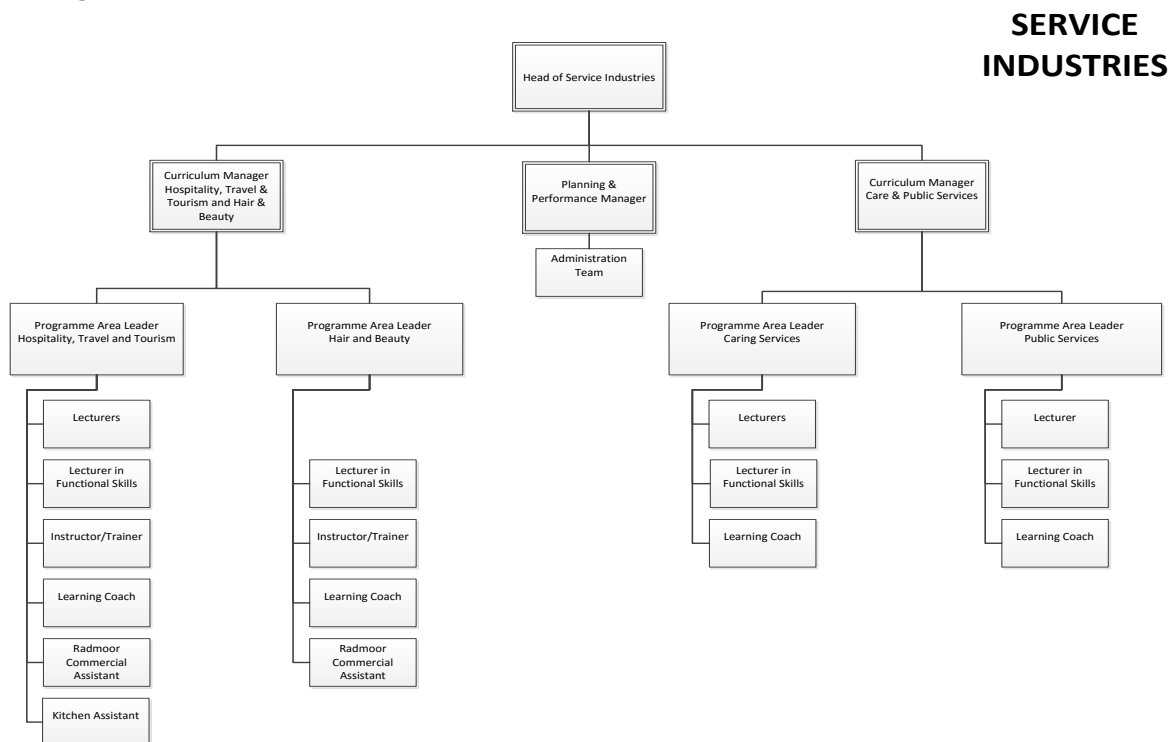 SERVICE
INDUSTRIES
Head of Service Industries
Curriculum Manager
Hospitality, Travel &
Tourism and Hair &
Beauty
Planning &
Performance Manager
Curriculum Manager
Care & Public Services
Administration
Team
Programme Area Leader
Hospitality, Travel and Tourism
Programme Area Leader
Hair and Beauty
Programme Area Leader
Caring Services
Programme Area Leader
Public Services
Lecturers
Lecturer in
Functional Skills
Instructor/Trainer
Learning Coach
Radmoor
Commercial
Assistant
Kitchen Assistant
Lecturer in
Functional Skills
Instructor/Trainer
Learning Coach
Radmoor
Commercial
Assistant
Lecturers
Lecturer in
Functional Skills
Learning Coach
Lecturer
Lecturer in
Functional Skills
Learning Coach